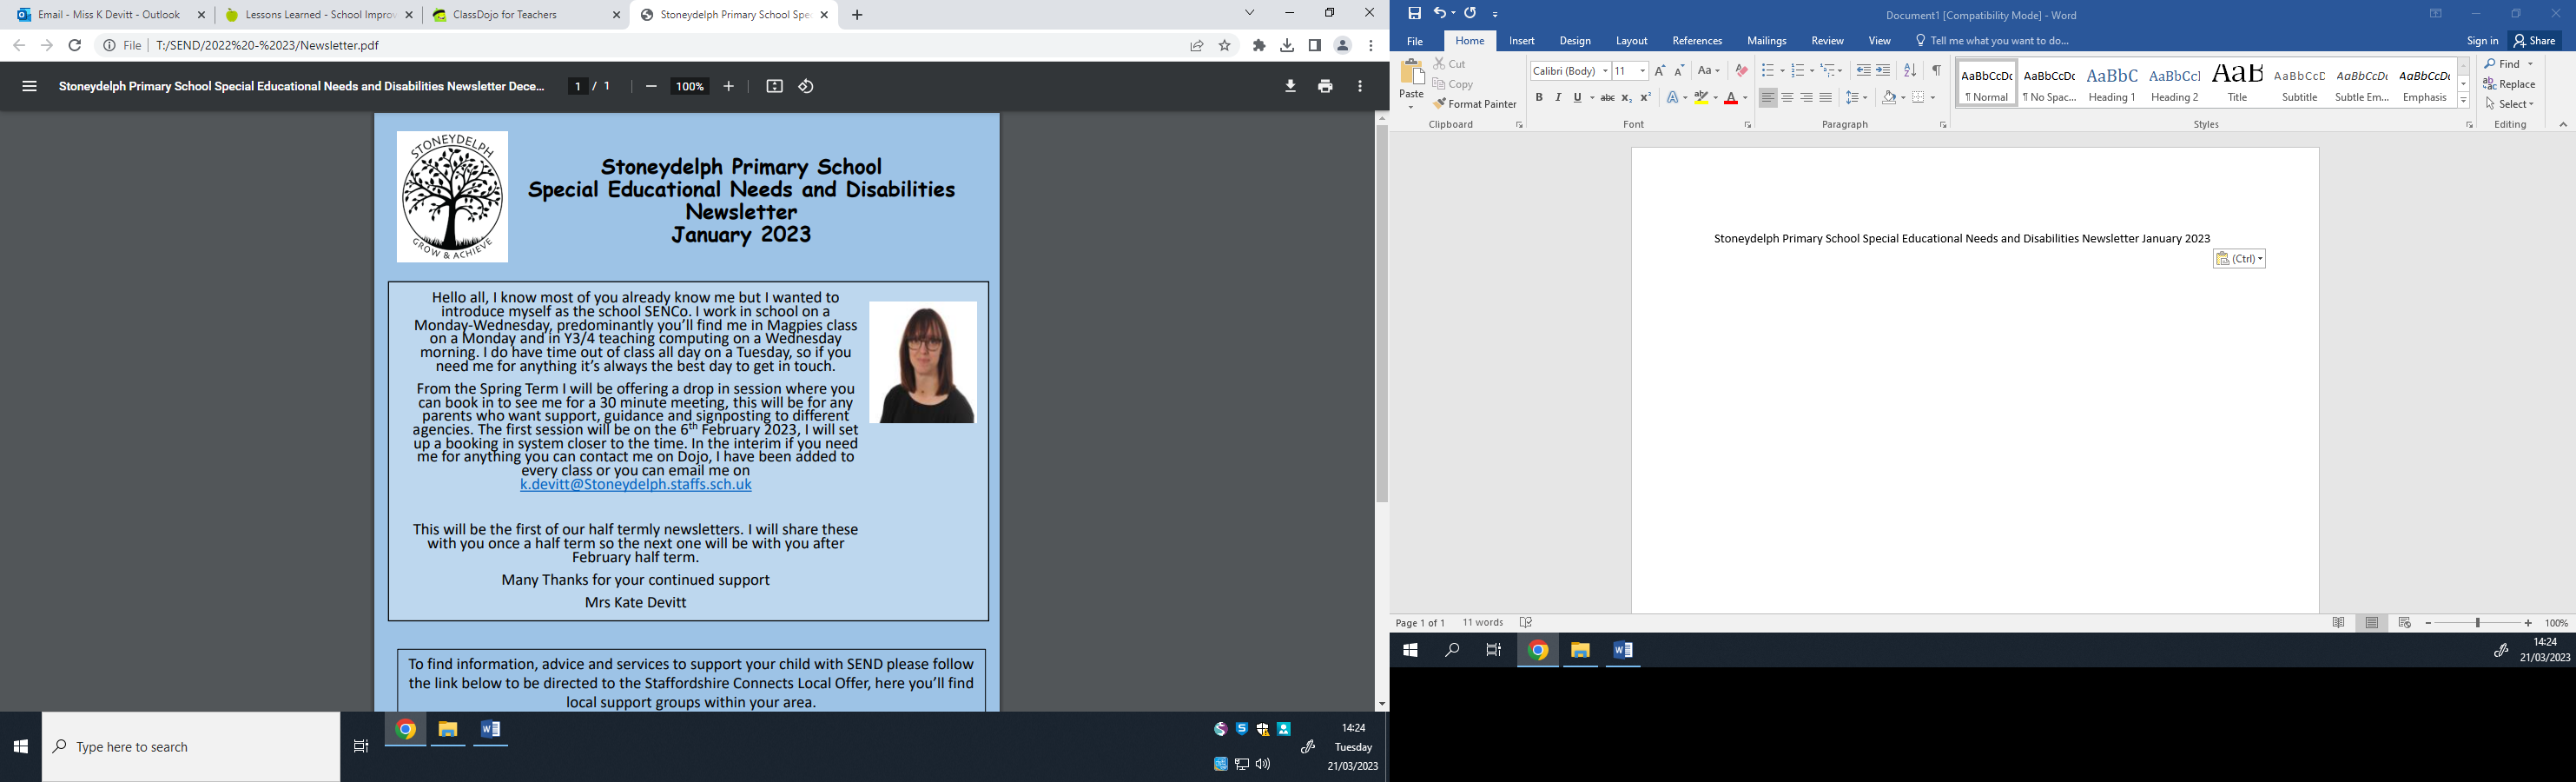 Email - Miss K Devitt - Outlook
Lessons Learned - School Improv
ClassDojo for Teachers
Stoneydelph Primary School Spe
File
T:/SEND/2022%20-%2023/Newsletter.pdf
Stoneydelph Primary School Special Educational Needs and Disabilities Newsletter Dece...
1 / 1
100%
STONEYDELPH
GROW & ACHIEVE
Stoneydelph Primary School
Special Educational Needs and Disabilities
Newsletter
January 2023
Hello all, I know most of you already know me but I wanted to
introduce myself as the school SENCo. I work in school on a
Monday-Wednesday, predominantly you'll find me in Magpies class
on a Monday and in Y3/4 teaching computing on a Wednesday
morning. I do have time out of class all day on a Tuesday, so if you
need me for anything it's always the best day to get in touch.
From the Spring Term I will be offering a drop in session where you
can book in to see me for a 30 minute meeting, this will be for any
parents who want support, guidance and signposting to different
agencies. The first session will be on the 6th February 2023, I will set
up a booking in system closer to the time. In the interim if you need
me for anything you can contact me on Dojo, I have been added to
every class or you can email me on
k.devitt@Stoneydelph.staffs.sch.uk
This will be the first of our half termly newsletters. I will share these
with you once a half term so the next one will be with you after
February half term.
Many Thanks for your continued support
Mrs Kate Devitt
To find information, advice and services to support your child with SEND please follow
the link below to be directed to the Staffordshire Connects Local Offer, here you'll find
local support groups within your area.
Type here to search
14:24
Tuesday
21/03/2023
Document1 [Compatibility Mode] - Word
File Home Insert Design Layout References Mailings Review View Tell me what you want to do...
Sign in Share
Paste
Cut
Copy
Format Painter
Clipboard
Calibri (Body) 11
Font
Paragraph
AaBbCcDc AaBbCcDc AaBbC AaBbCcI AaB AaBbCcD AaBbCcDc AaBbCcDc
¶ Normal ¶ No Spac... Heading 1 Heading 2 Title Subtitle Subtle Em... Emphasis
Styles
Find
Replace
Select
Editing
Stoneydelph Primary School Special Educational Needs and Disabilities Newsletter January 2023
(Ctrl)
Page 1 of 1 11 words
100%
14:24
21/03/2023